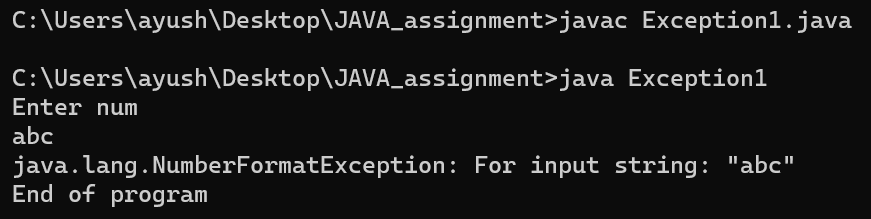 C:\Users\ayush\Desktop\JAVA_assignment>javac Exception1.java
C:\Users\ayush\Desktop\JAVA_assignment>java Exception1
Enter num
abc
java.lang.NumberFormatException: For input string: "abc"
End of program